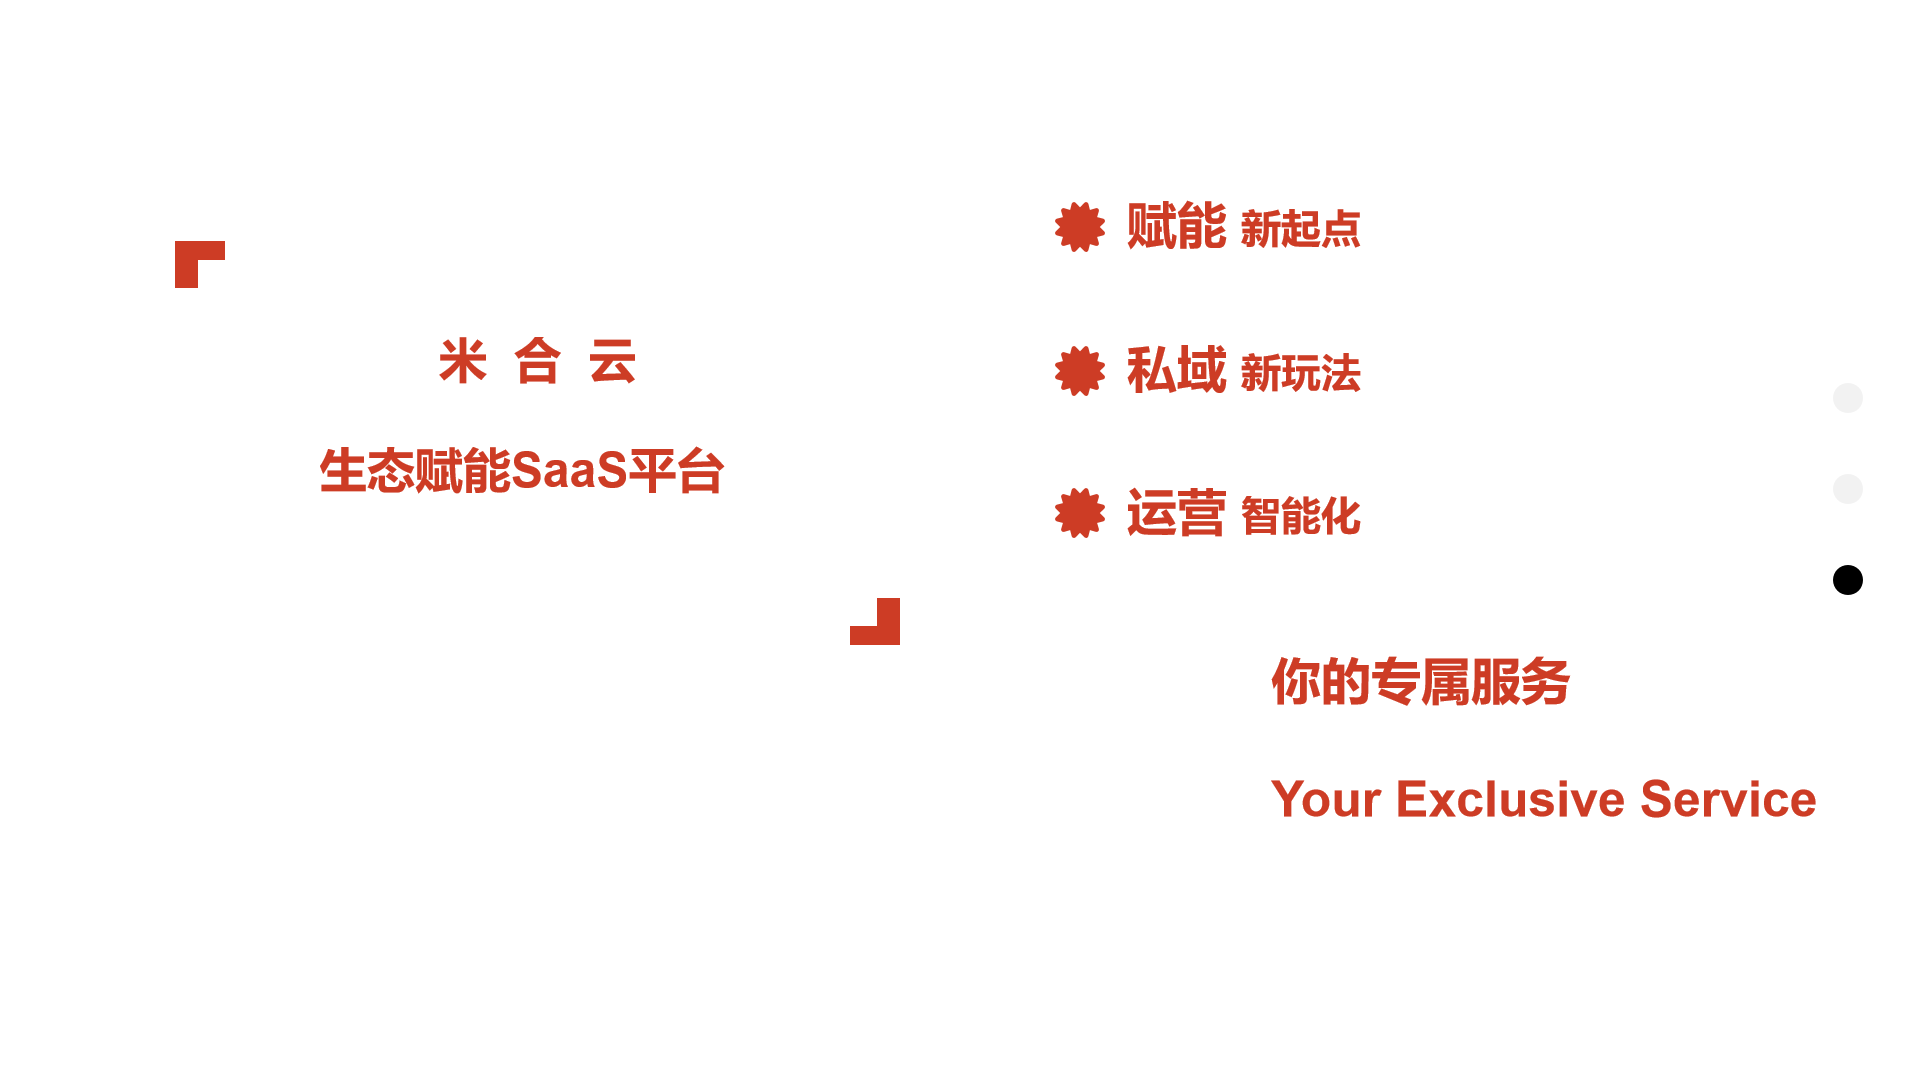 米 合 云
生态赋能SaaS平台
赋能 新起点
私域 新玩法
运营 智能化
你的专属服务
Your Exclusive Service